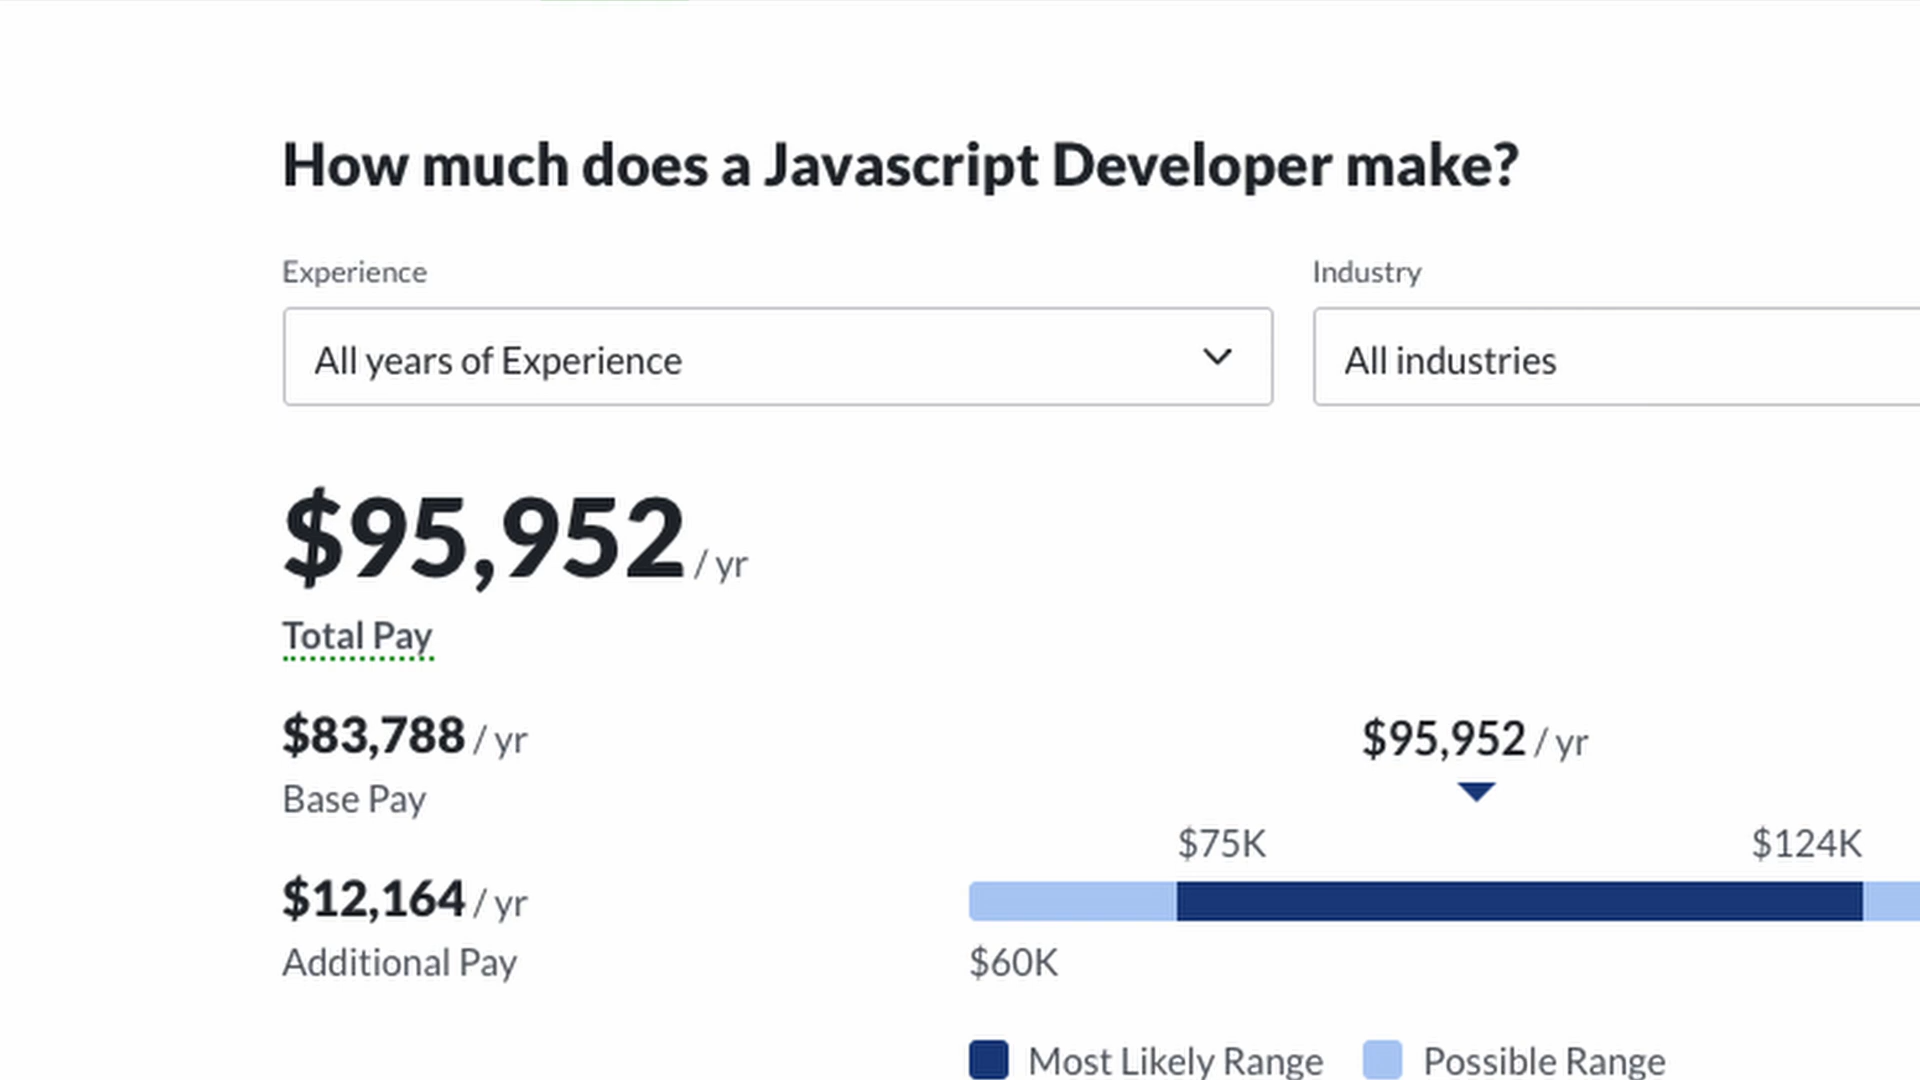 How much does a Javascript Developer make?
Experience
Industry
All years of Experience
All industries
$95,952 / yr
Total Pay
$83,788 / yr
Base Pay
$12,164 / yr
Additional Pay
$95,952 / yr
$75K
$124K
$60K
Most Likely Range
Possible Range